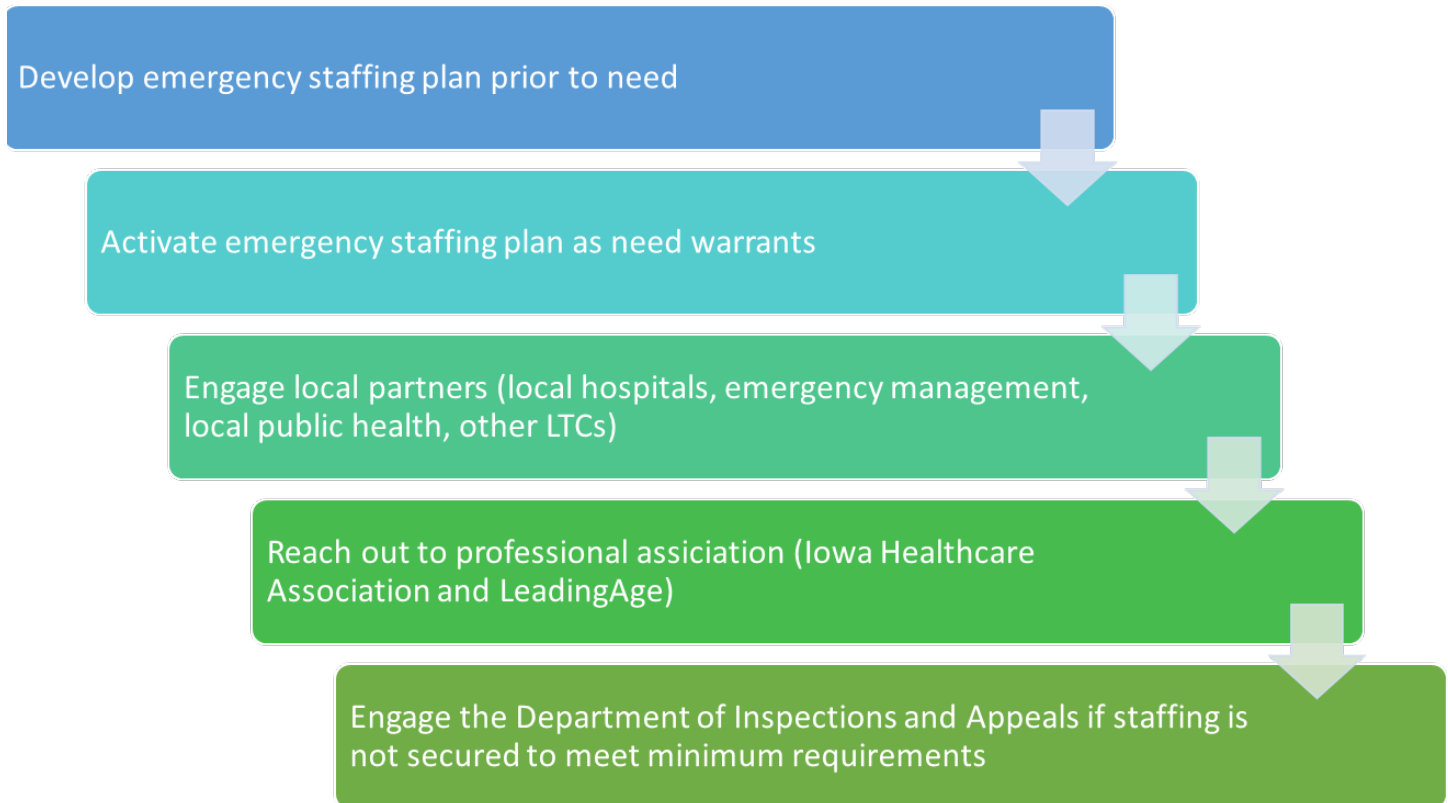 Develop emergency staffing plan prior to need
Activate emergency staffing plan as need warrants
Engage local partners (local hospitals, emergency management,
local public health, other LTCs)
Reach out to professional assiciation (Iowa Healthcare
Association and LeadingAge)
Engage the Department of Inspections and Appeals if staffing is
not secured to meet minimum requirements